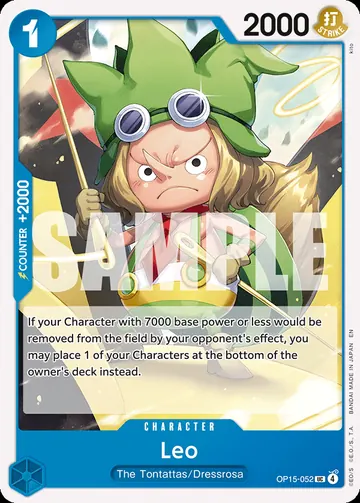 1
2000
打
STRIKE
COUNTER +2000
SAMPLE
If your Character with 7000 base power or less would be
removed from the field by your opponent's effect, you
may place 1 of your Characters at the bottom of the
owner's deck instead.
CHARACTER
Leo
The Tontattas/Dressrosa
OP15-052 UC 4
©E.O./S., T.A. BANDAI MADE IN JAPAN EN